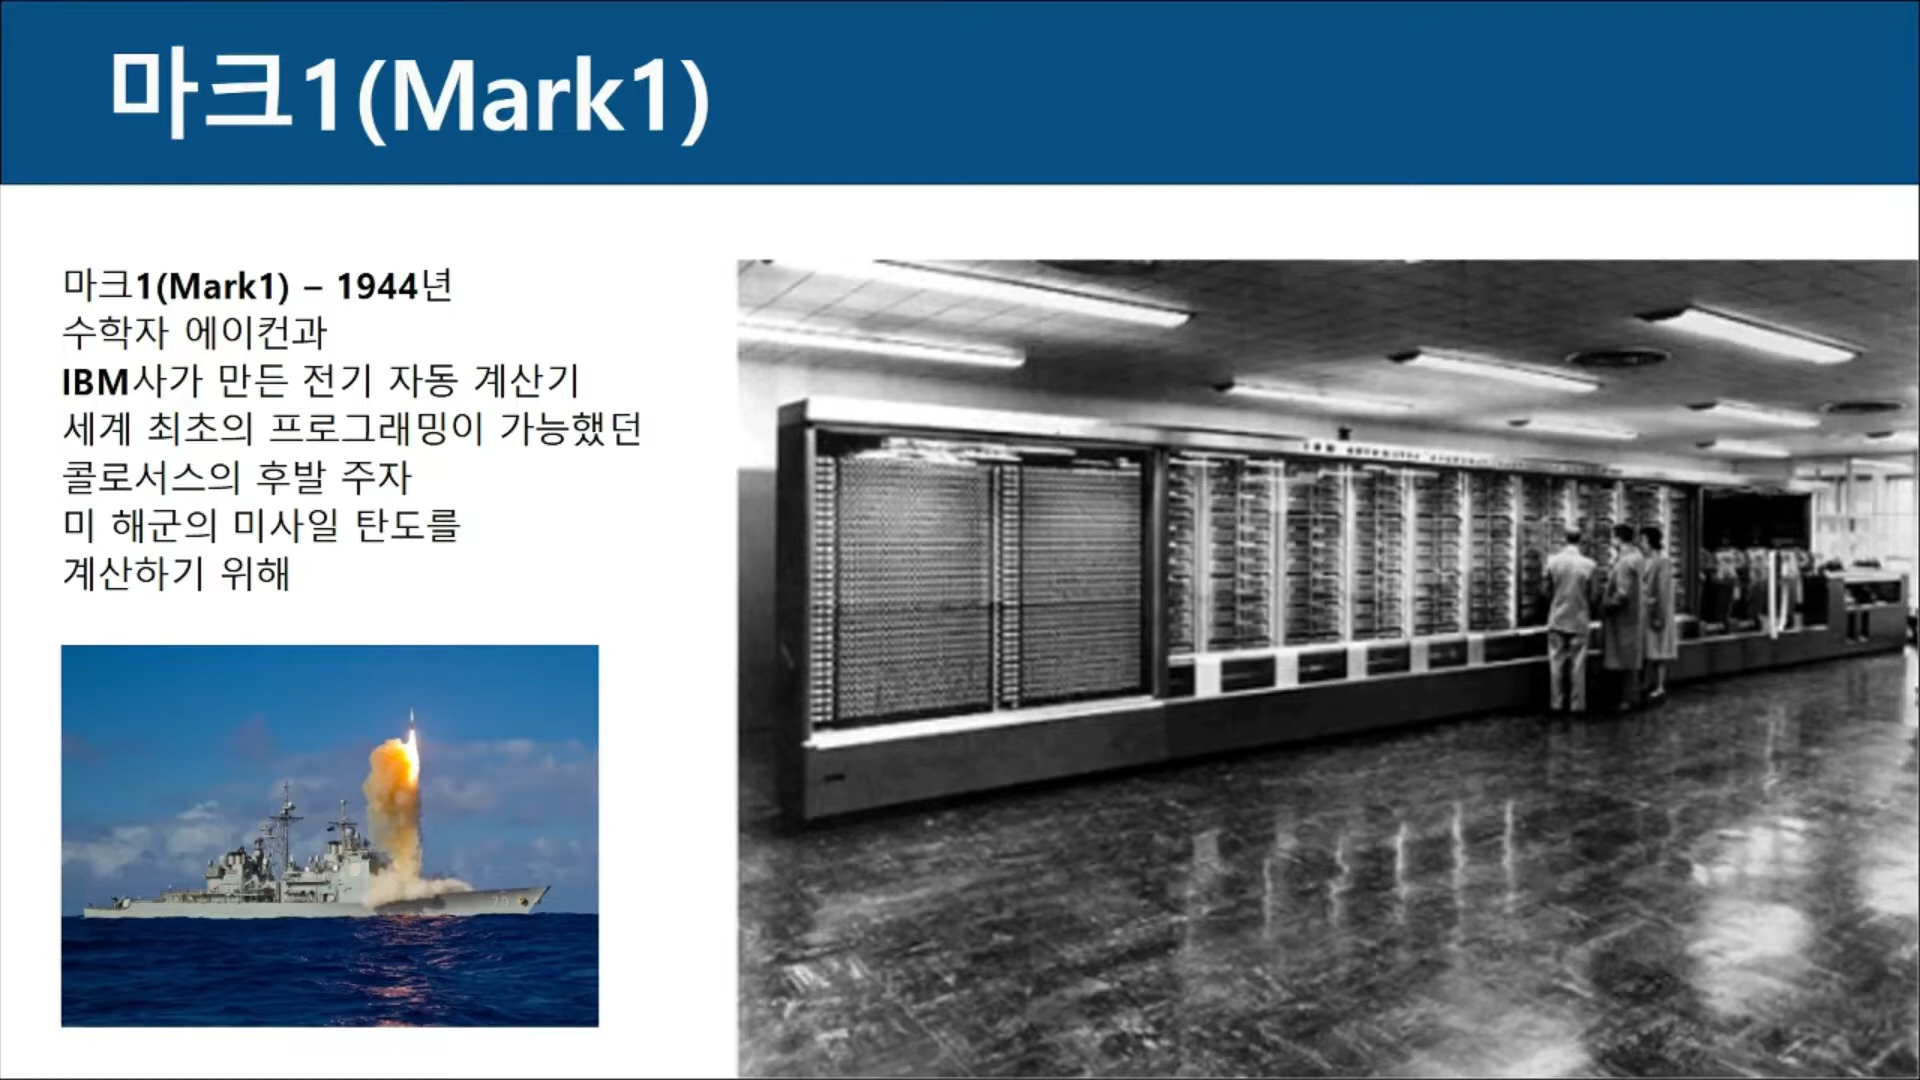 마크1(Mark1)
마크1(Mark1) – 1944년
수학자 에이컨과
IBM사가 만든 전기 자동 계산기
세계 최초의 프로그래밍이 가능했던
콜로서스의 후발 주자
미 해군의 미사일 탄도를
계산하기 위해